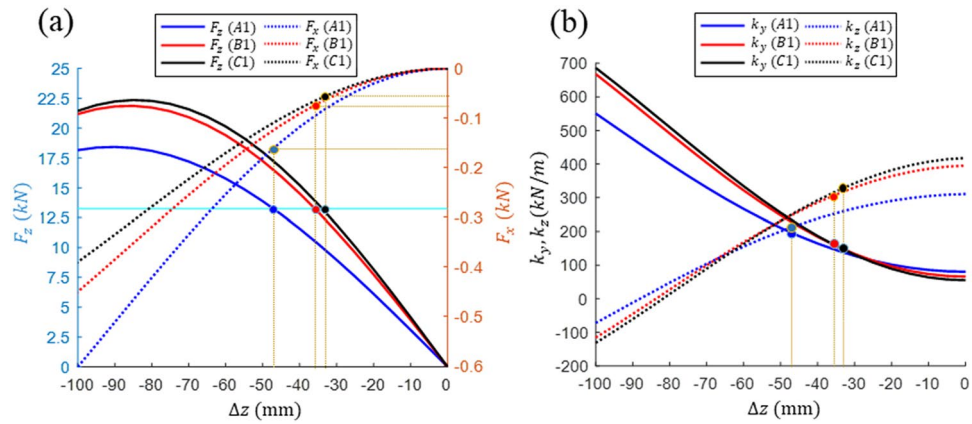 (a)
F_z (A1) F_x (A1)
F_z (B1) F_x (B1)
F_z (C1) F_x (C1)
25
22.5
20
17.5
15
12.5
10
7.5
5
2.5
0
F_z (kN)
0
-0.1
-0.2
-0.3
-0.4
-0.5
-0.6
F_x (kN)
-100 -90 -80 -70 -60 -50 -40 -30 -20 -10 0
Δz (mm)
(b)
k_y (A1) k_z (A1)
k_y (B1) k_z (B1)
k_y (C1) k_z (C1)
700
600
500
400
300
200
100
0
-100
-200
k_y, k_z (kN/m)
-100 -90 -80 -70 -60 -50 -40 -30 -20 -10 0
Δz (mm)